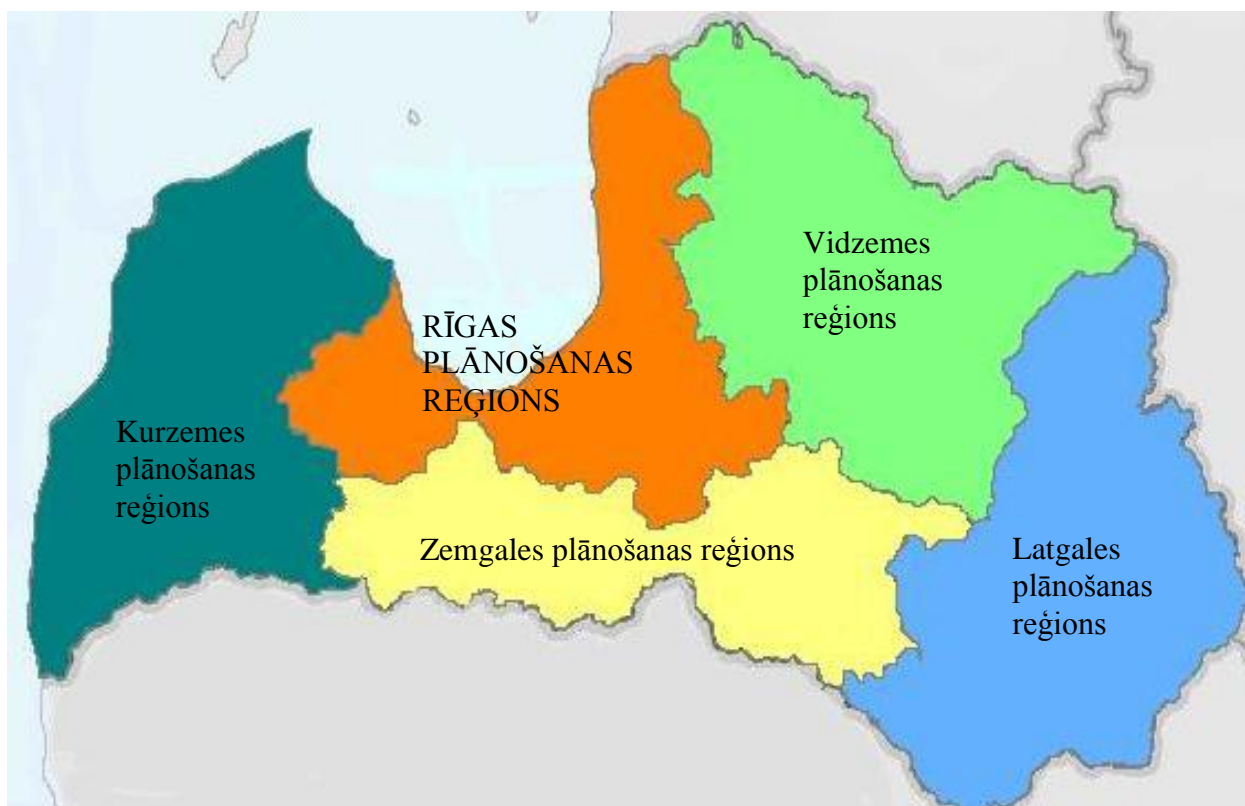 Vidzemes
plānošanas
reģions
RĪGAS
PLĀNOŠANAS
REĢIONS
Kurzemes
plānošanas
reģions
Zemgales plānošanas reģions
Latgales
plānošanas
reģions